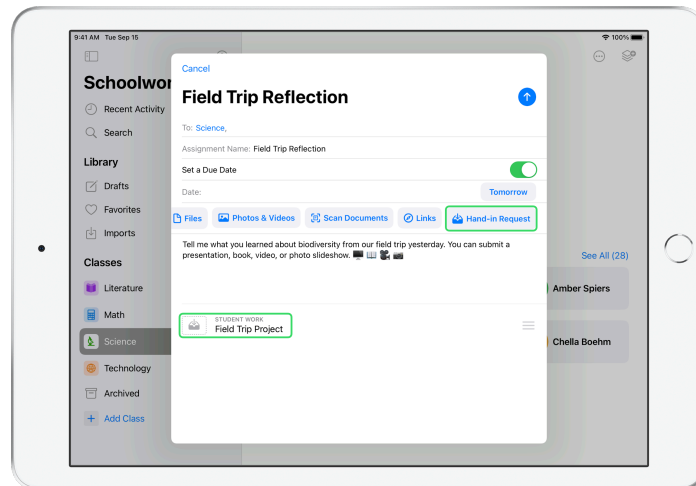 9:41 AM Tue Sep 15
100%
Schoolwor
Recent Activity
Search
Library
Drafts
Favorites
Imports
Classes
Literature
Math
Science
Technology
Archived
Add Class
Cancel
Field Trip Reflection
To: Science,
Assignment Name: Field Trip Reflection
Set a Due Date
Date:
Tomorrow
Files
Photos & Videos
Scan Documents
Links
Hand-in Request
Tell me what you learned about biodiversity from our field trip yesterday. You can submit a
presentation, book, video, or photo slideshow.
STUDENT WORK
Field Trip Project
See All (28)
Amber Spiers
Chella Boehm